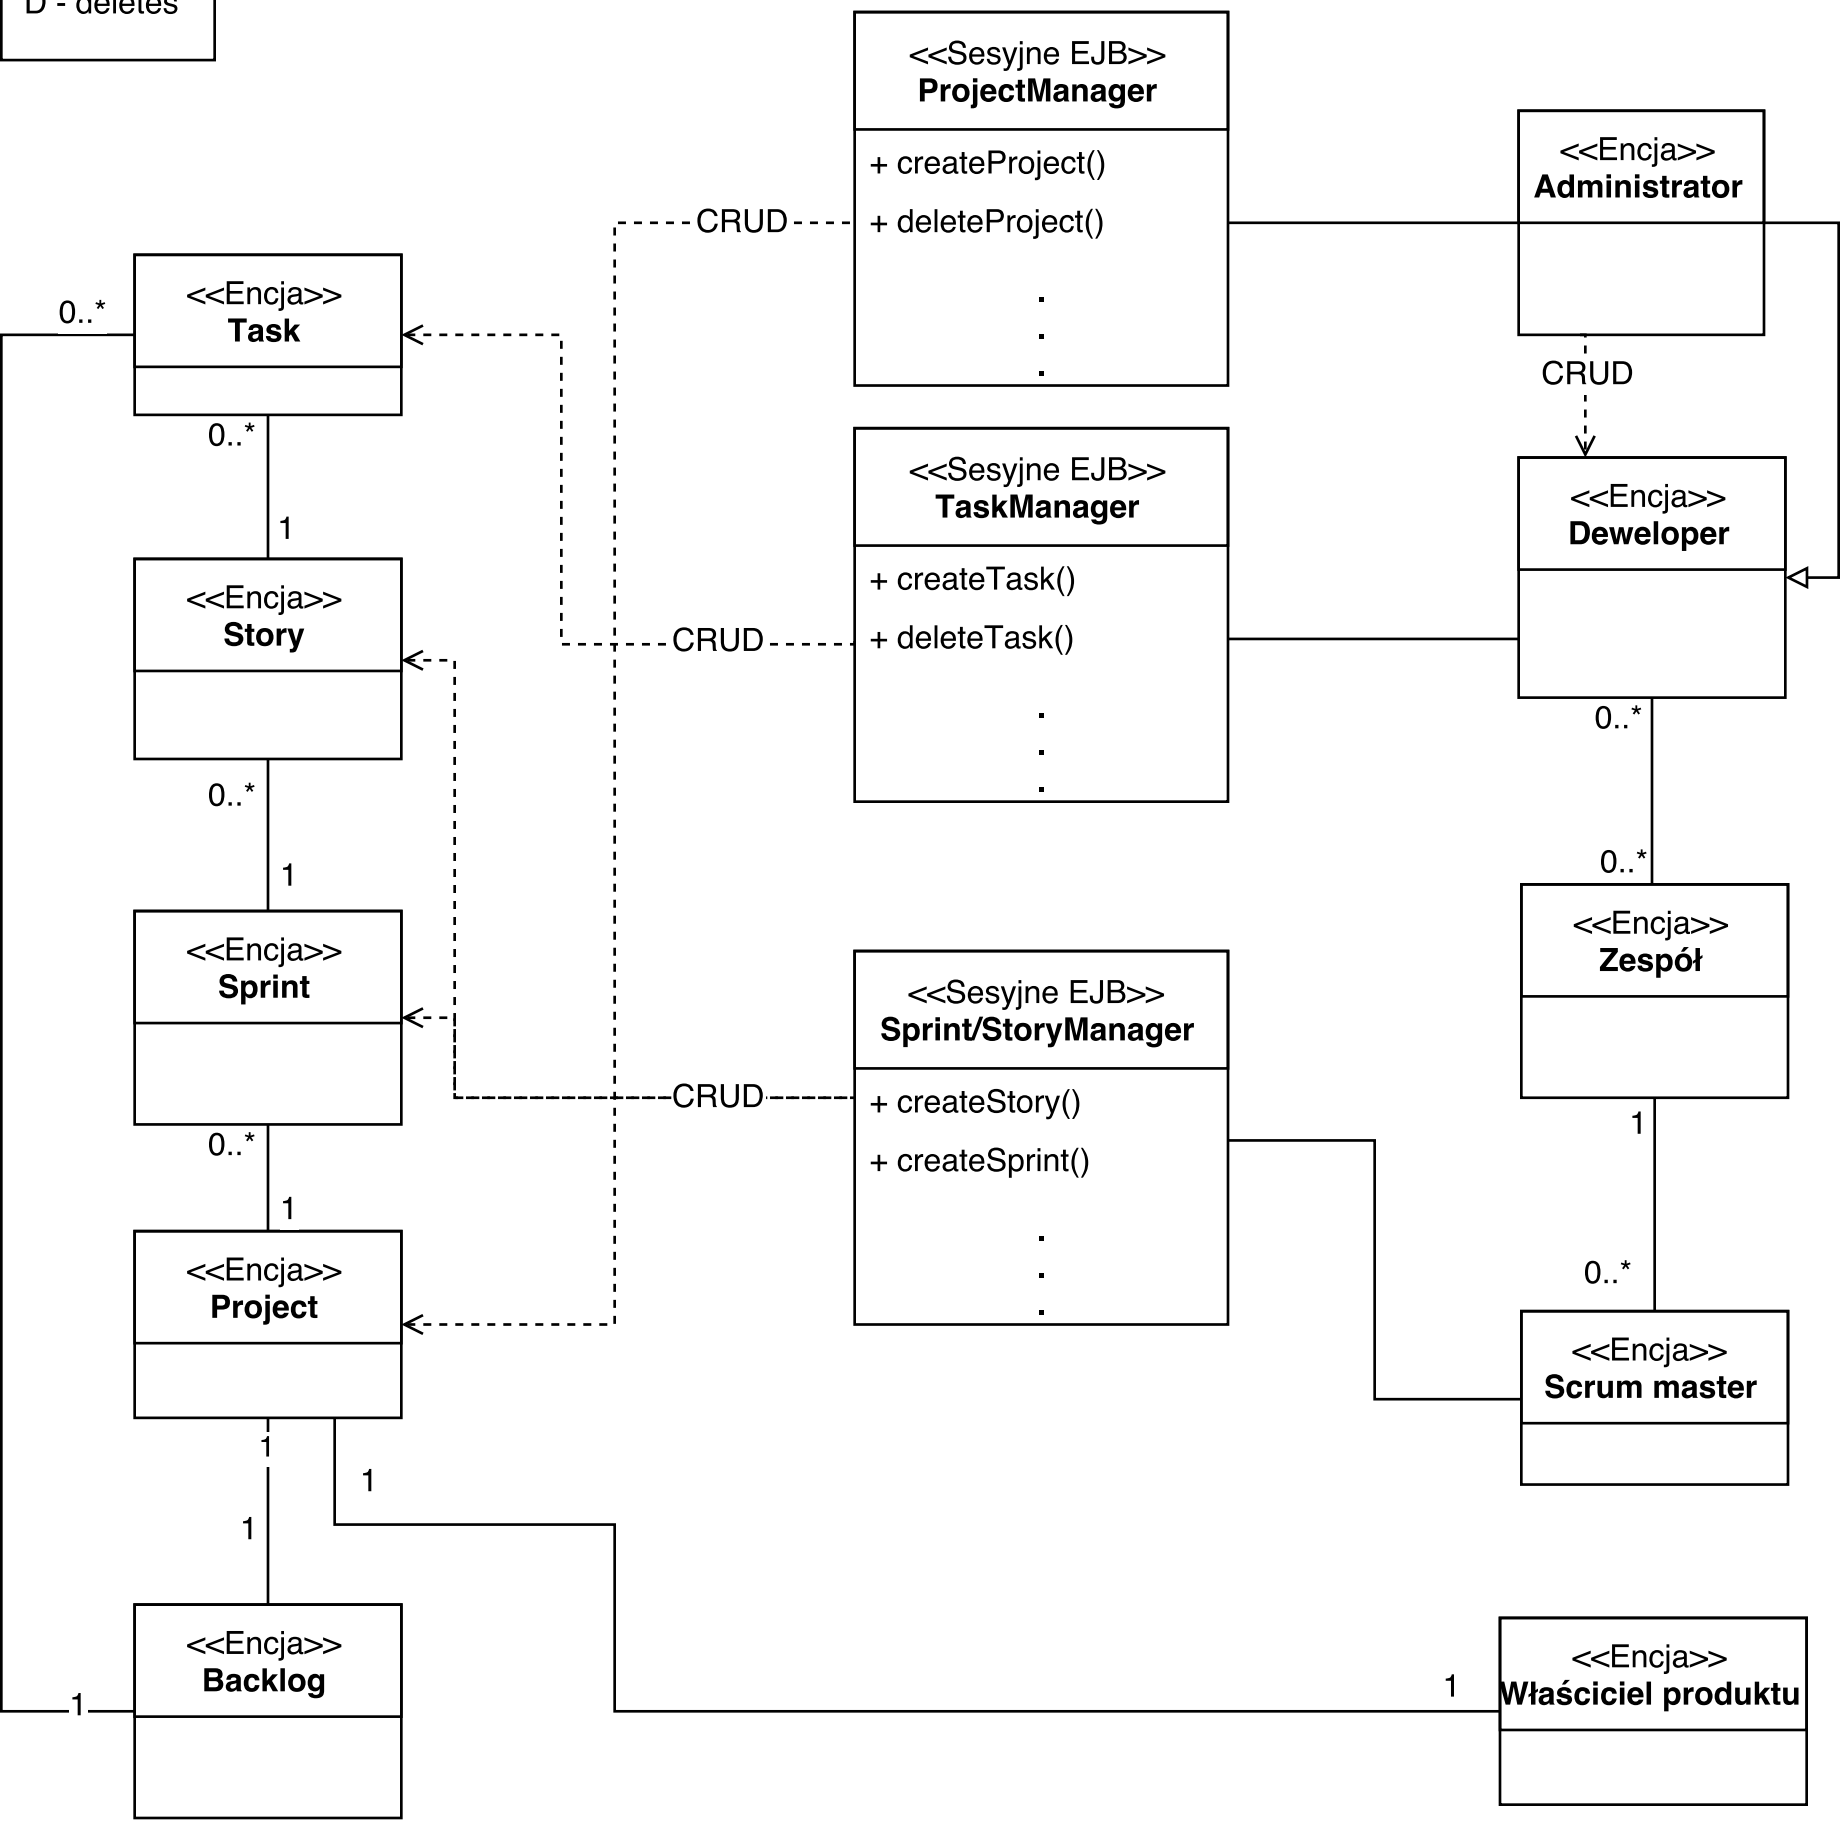 D - deletes
<<Sesyjne EJB>>
ProjectManager
+ createProject()
+ deleteProject()
.
.
.
<<Encja>>
Administrator
CRUD
CRUD
<<Encja>>
Task
0..*
0..*
1
<<Sesyjne EJB>>
TaskManager
+ createTask()
+ deleteTask()
.
.
.
CRUD
<<Encja>>
Deweloper
0..*
0..*
<<Encja>>
Story
0..*
1
<<Encja>>
Zespół
1
0..*
<<Encja>>
Sprint
0..*
1
<<Sesyjne EJB>>
Sprint/StoryManager
+ createStory()
+ createSprint()
.
.
.
CRUD
<<Encja>>
Project
1
1
1
<<Encja>>
Scrum master
<<Encja>>
Backlog
1
1
<<Encja>>
Właściciel produktu